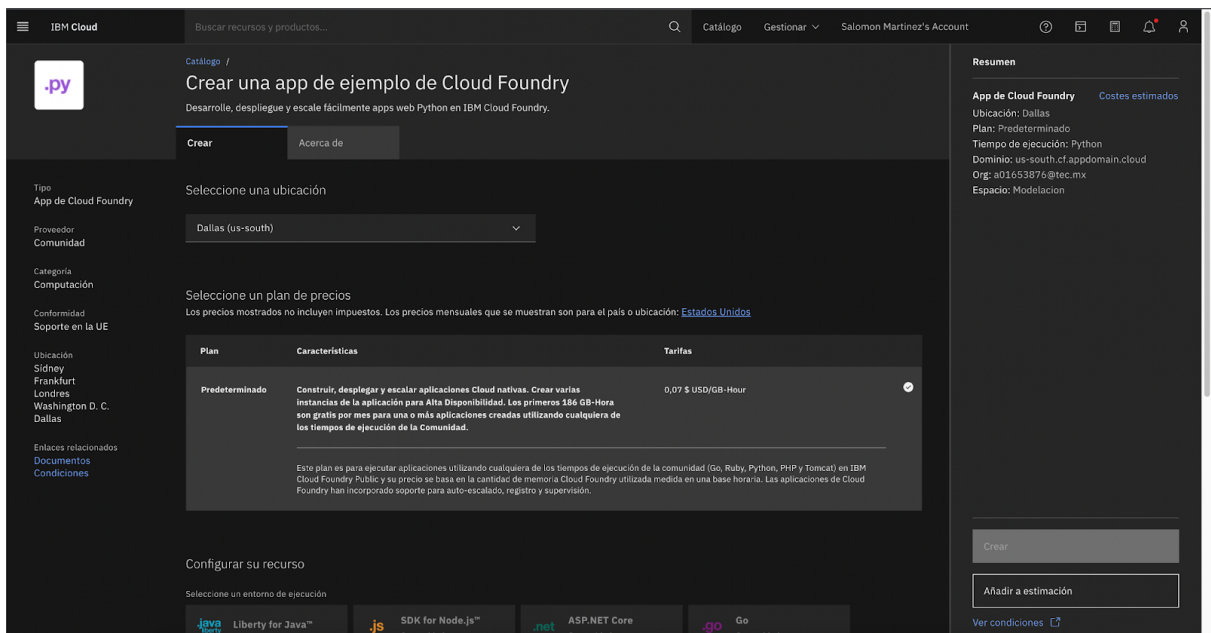 IBM Cloud
Buscar recursos y productos...
Catálogo
Gestionar
Salomon Martinez's Account
.py
Catálogo /
Crear una app de ejemplo de Cloud Foundry
Desarrolle, despliegue y escale fácilmente apps web Python en IBM Cloud Foundry.
Crear
Acerca de
Tipo
App de Cloud Foundry
Proveedor
Comunidad
Categoría
Computación
Conformidad
Soporte en la UE
Ubicación
Sídney
Frankfurt
Londres
Washington D. C.
Dallas
Enlaces relacionados
Documentos
Condiciones
Seleccione una ubicación
Dallas (us-south)
Seleccione un plan de precios
Los precios mostrados no incluyen impuestos. Los precios mensuales que se muestran son para el país o ubicación: Estados Unidos
Plan
Características
Tarifas
Predeterminado
Construir, desplegar y escalar aplicaciones Cloud nativas. Crear varias
instancias de la aplicación para Alta Disponibilidad. Los primeros 186 GB-Hora
son gratis por mes para una o más aplicaciones creadas utilizando cualquiera de
los tiempos de ejecución de la Comunidad.
0,07 $ USD/GB-Hour
Este plan es para ejecutar aplicaciones utilizando cualquiera de los tiempos de ejecución de la comunidad (Go, Ruby, Python, PHP y Tomcat) en IBM
Cloud Foundry Public y su precio se basa en la cantidad de memoria Cloud Foundry utilizada medida en una base horaria. Las aplicaciones de Cloud
Foundry han incorporado soporte para auto-escalado, registro y supervisión.
Configurar su recurso
Seleccione un entorno de ejecución
java
liberty
Liberty for Java™
.js
SDK for Node.js™
.net
ASP.NET Core
.go
Go
Resumen
App de Cloud Foundry
Costes estimados
Ubicación: Dallas
Plan: Predeterminado
Tiempo de ejecución: Python
Dominio: us-south.cf.appdomain.cloud
Org: a01653876@tec.mx
Espacio: Modelacion
Crear
Añadir a estimación
Ver condiciones